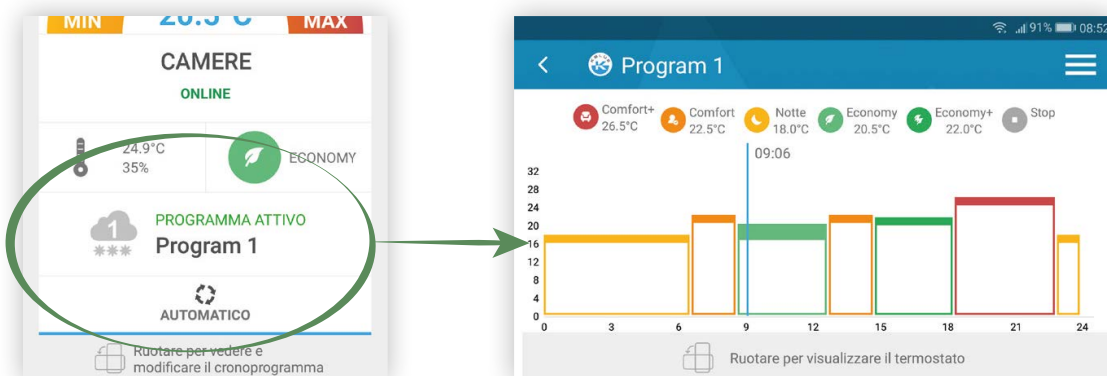 MIN
20.5°C
MAX
CAMERE
ONLINE
24.9°C
35%
ECONOMY
1
PROGRAMMA ATTIVO
Program 1
AUTOMATICO
Ruotare per vedere e
modificare il cronoprogramma
91% 08:52
Program 1
Comfort+
26.5°C
Comfort
22.5°C
Notte
18.0°C
Economy
20.5°C
Economy+
22.0°C
Stop
09:06
32
28
24
20
16
12
8
4
0
0 3 6 9 12 15 18 21 24
Ruotare per visualizzare il termostato